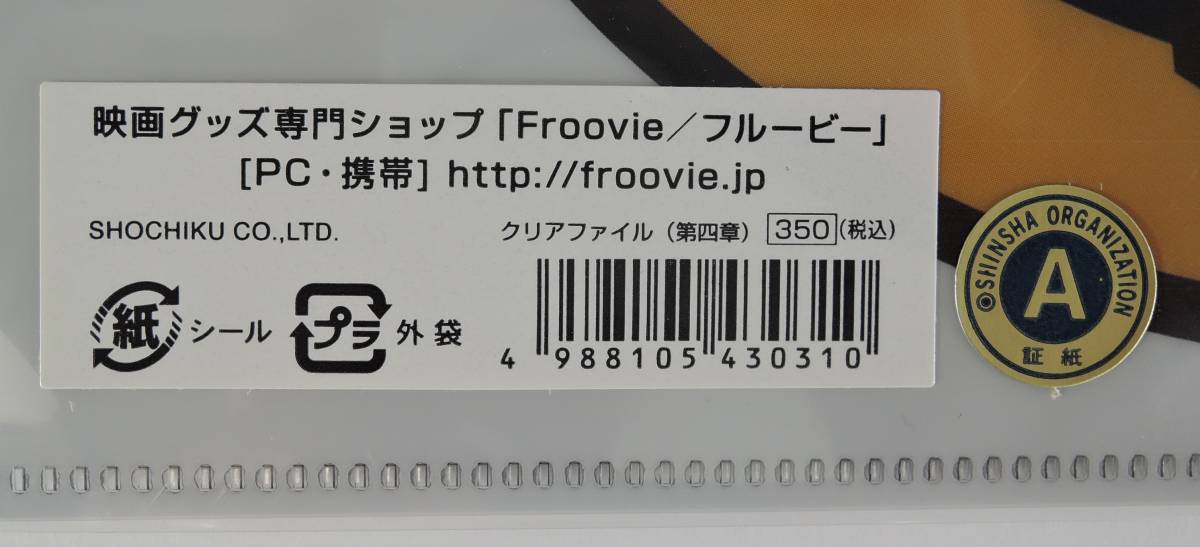 映画グッズ専門ショップ「Froovie／フルービー」
[PC・携帯] http://froovie.jp
SHOCHIKU CO.,LTD.
クリアファイル（第四章） 350 (税込)
紙 シール プラ 外袋
4 988105 430310
◎SHINSHA ORGANIZATION
A
証紙